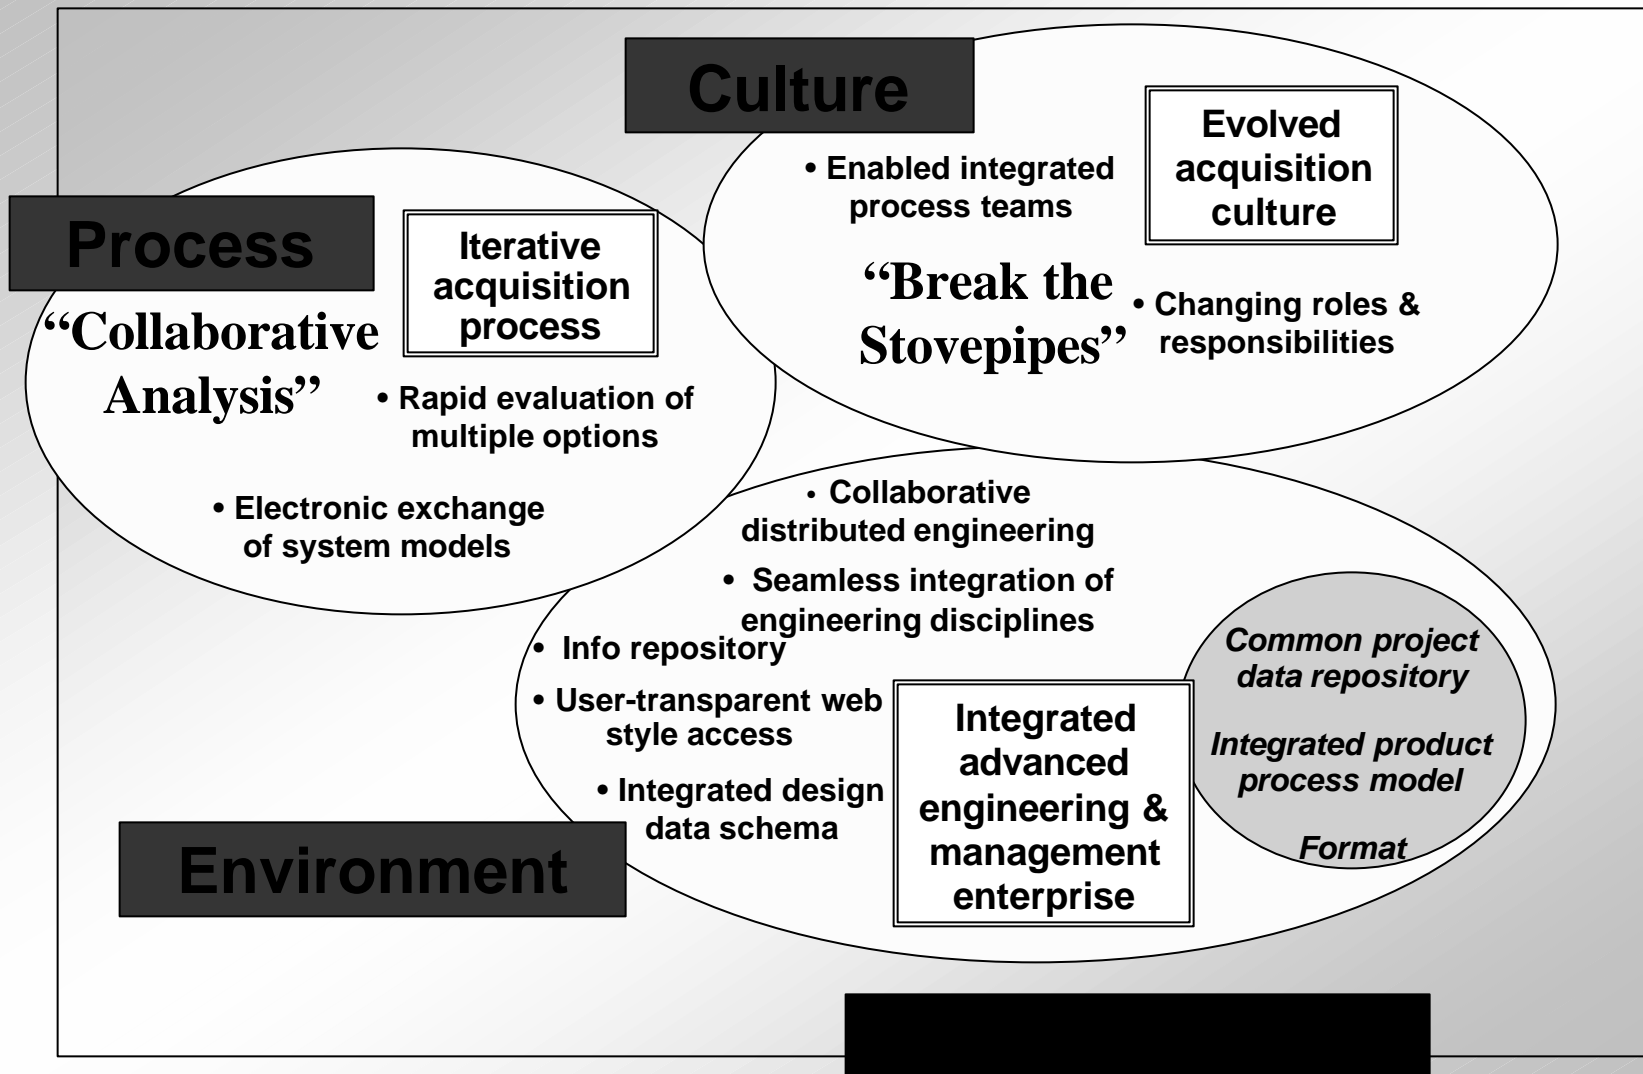 Culture
Evolved
acquisition
culture
• Enabled integrated
process teams
“Break the
Stovepipes”
• Changing roles &
responsibilities
Process
Iterative
acquisition
process
“Collaborative
Analysis”
• Rapid evaluation of
multiple options
• Electronic exchange
of system models
• Collaborative
distributed engineering
• Seamless integration of
engineering disciplines
• Info repository
• User-transparent web
style access
• Integrated design
data schema
Environment
Integrated
advanced
engineering &
management
enterprise
Common project
data repository
Integrated product
process model
Format